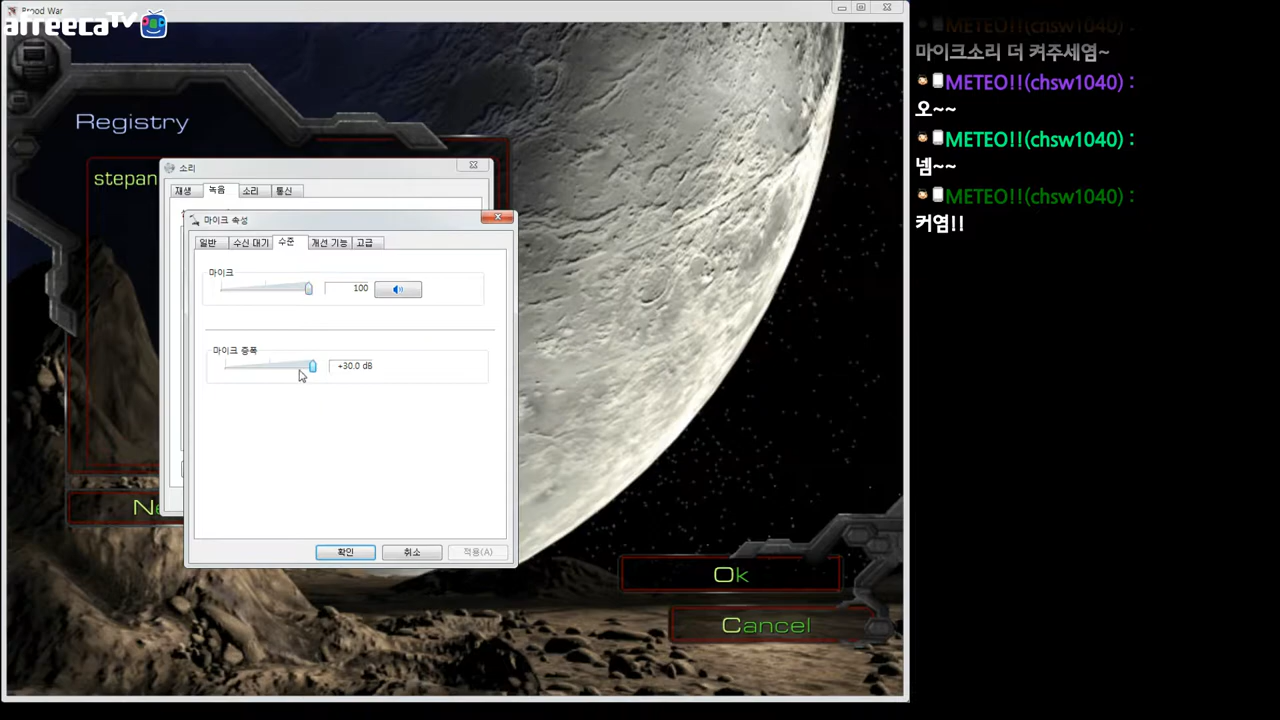 Brood War
afreecaTV
Registry
stepan
소리
재생 녹음 소리 통신
마이크 속성
일반 수신 대기 수준 개선 기능 고급
마이크
100
마이크 증폭
+30.0 dB
확인 취소 적용(A)
Ne
Ok
Cancel
METEO!!(chsw1040) :
마이크소리 더 켜주세염~
METEO!!(chsw1040) :
오~~
METEO!!(chsw1040) :
넴~~
METEO!!(chsw1040) :
커염!!